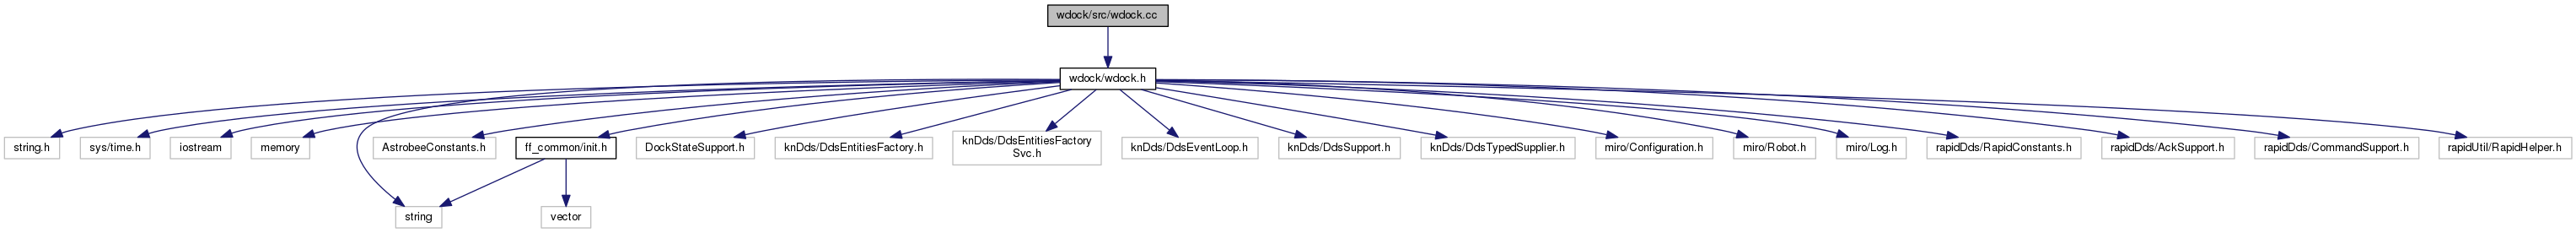 wdock/src/wdock.cc
wdock/wdock.h
string.h
sys/time.h
iostream
memory
AstrobeeConstants.h
ff_common/init.h
DockStateSupport.h
knDds/DdsEntitiesFactory.h
knDds/DdsEntitiesFactory
Svc.h
knDds/DdsEventLoop.h
knDds/DdsSupport.h
knDds/DdsTypedSupplier.h
miro/Configuration.h
miro/Robot.h
miro/Log.h
rapidDds/RapidConstants.h
rapidDds/AckSupport.h
rapidDds/CommandSupport.h
rapidUtil/RapidHelper.h
string
vector